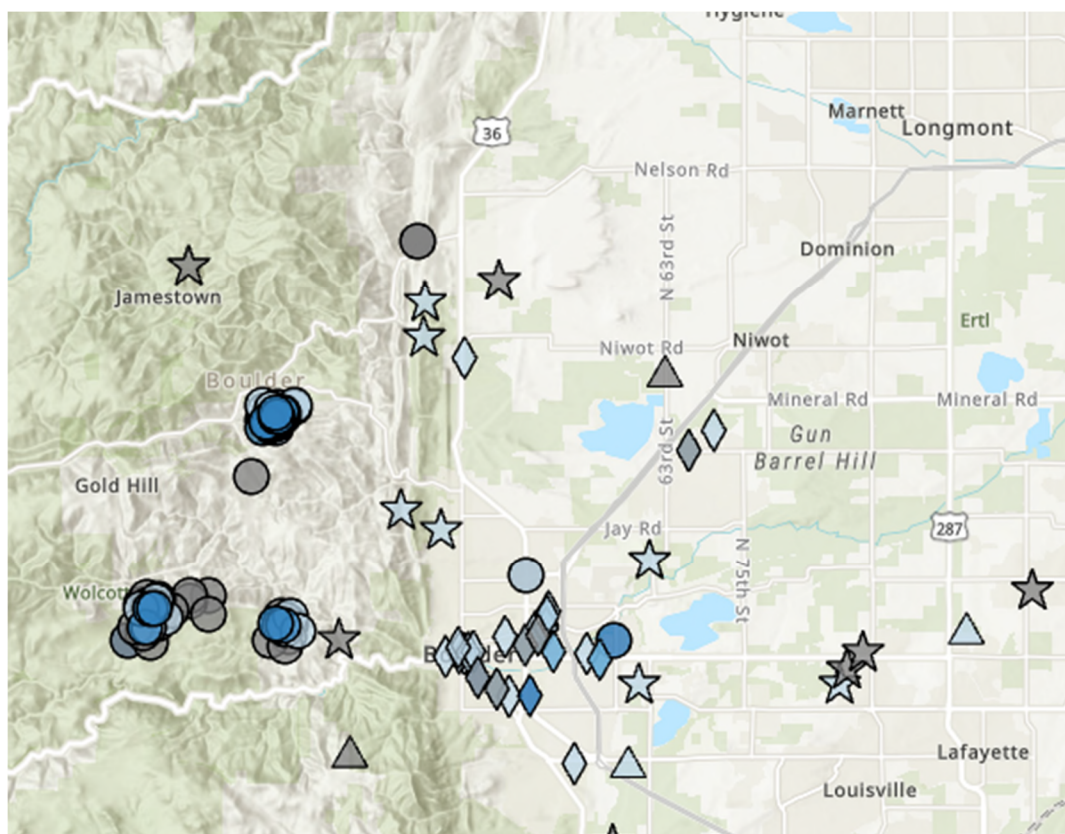 Hygiene
Marnett
Longmont
36
Nelson Rd
N 63rd St
Dominion
Jamestown
Ertl
Niwot Rd
Niwot
Boulder
Mineral Rd
Mineral Rd
63rd St
Gun
Barrel Hill
Gold Hill
Jay Rd
287
N 75th St
Lafayette
Louisville